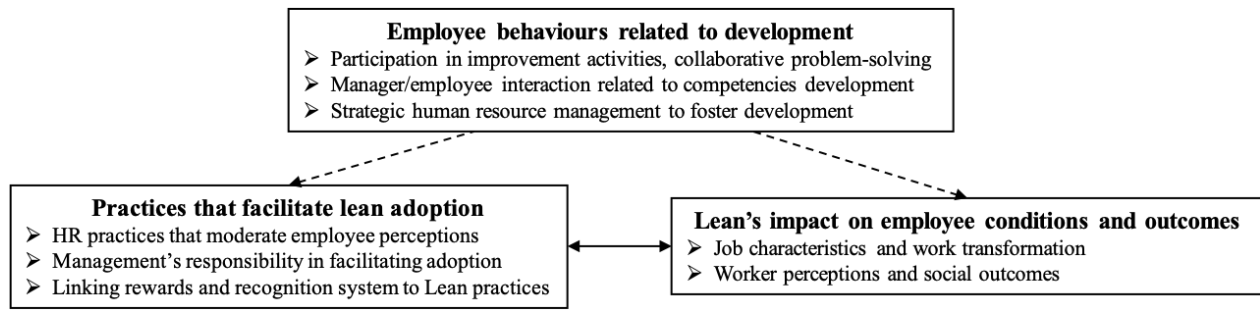 Employee behaviours related to development
➢ Participation in improvement activities, collaborative problem-solving
➢ Manager/employee interaction related to competencies development
➢ Strategic human resource management to foster development
Practices that facilitate lean adoption
➢ HR practices that moderate employee perceptions
➢ Management’s responsibility in facilitating adoption
➢ Linking rewards and recognition system to Lean practices
Lean’s impact on employee conditions and outcomes
➢ Job characteristics and work transformation
➢ Worker perceptions and social outcomes